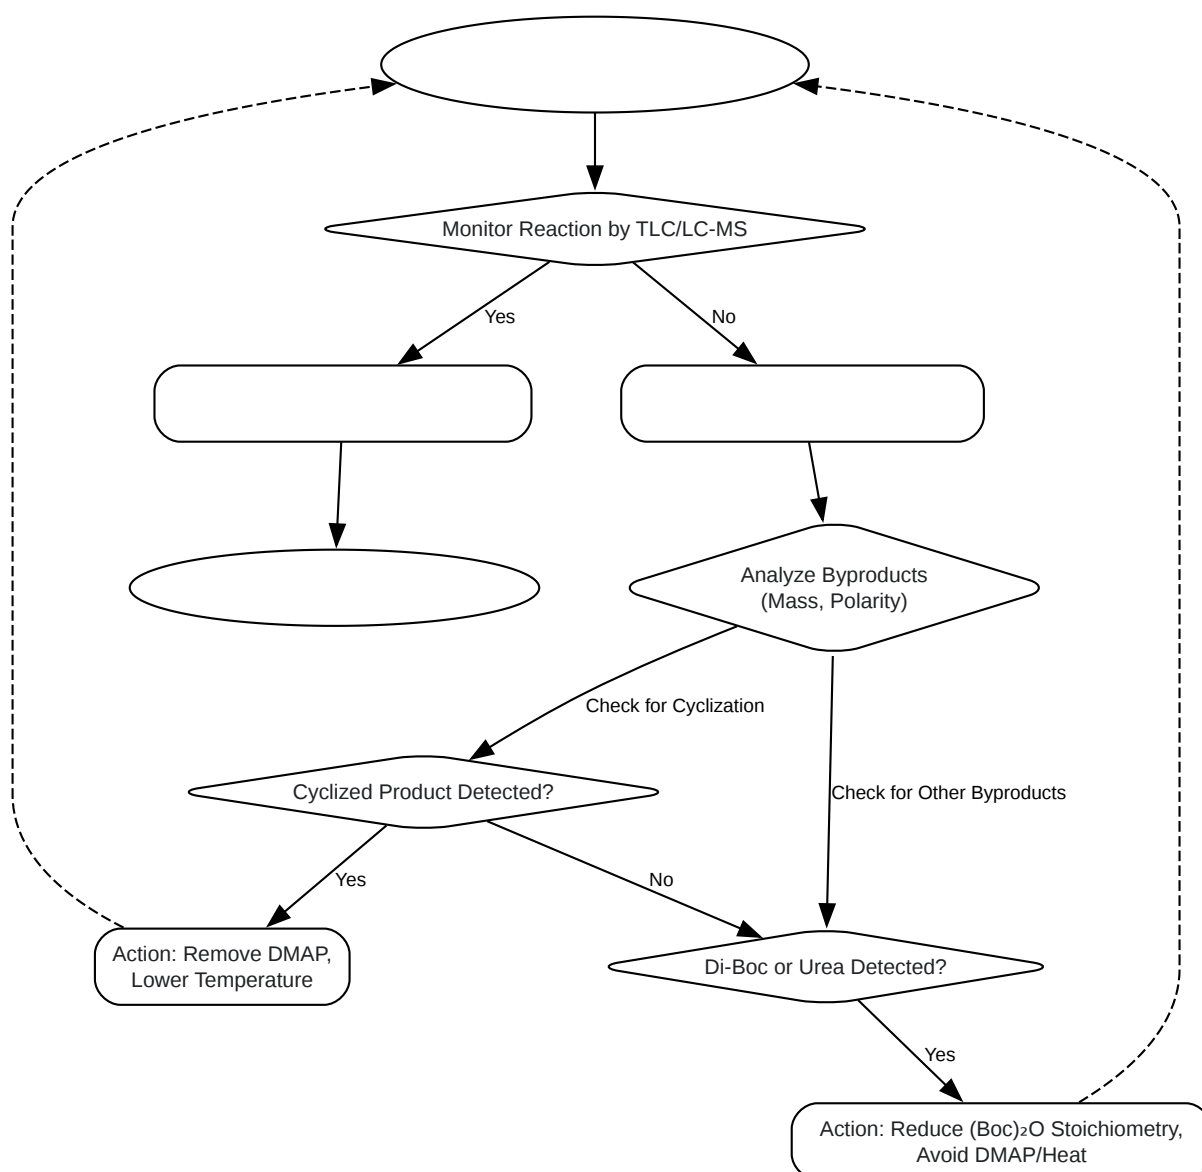 Monitor Reaction by TLC/LC-MS
Yes
No
Analyze Byproducts
(Mass, Polarity)
Check for Cyclization
Cyclized Product Detected?
Check for Other Byproducts
Yes
No
Action: Remove DMAP,
Lower Temperature
Di-Boc or Urea Detected?
Yes
Action: Reduce (Boc)₂O Stoichiometry,
Avoid DMAP/Heat